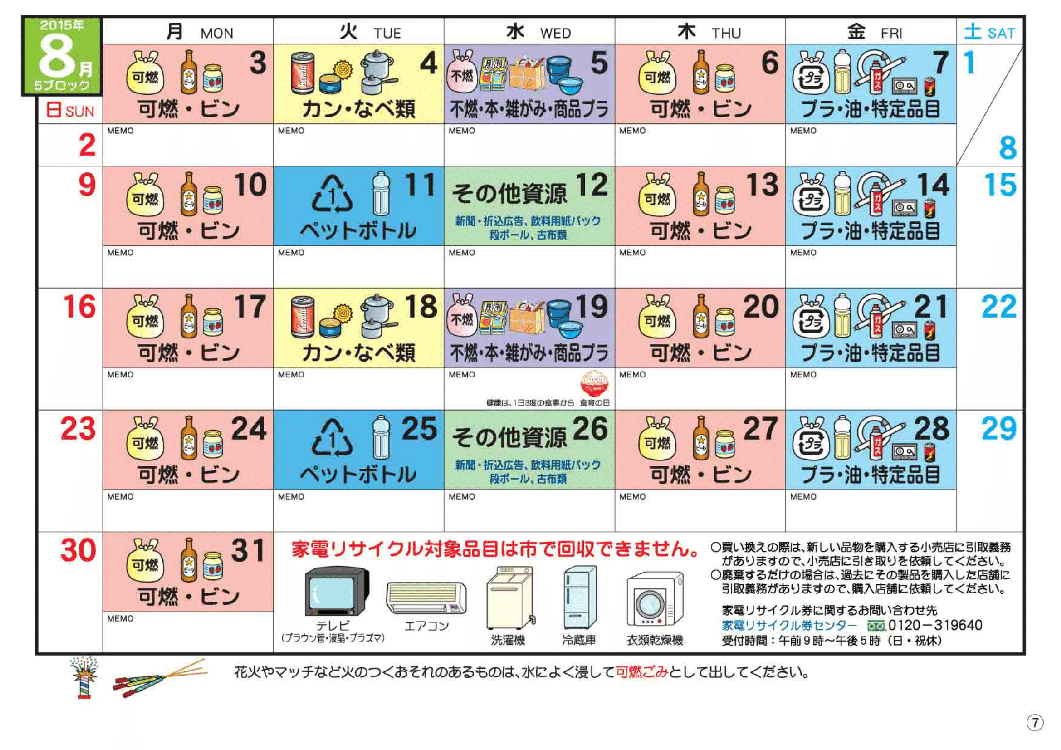 2015年
8月
5ブロック
月 MON
火 TUE
水 WED
木 THU
金 FRI
土 SAT
日 SUN
可燃 3
4
不燃 5
可燃 6
プラ ガス 7
1
可燃・ビン
カン・なべ類
不燃・本・雑がみ・商品プラ
可燃・ビン
プラ・油・特定品目
2
MEMO
MEMO
MEMO
MEMO
MEMO
8
9
可燃 10
1 11
その他資源 12
可燃 13
プラ ガス 14
15
新聞・折込広告、飲料用紙パック
段ボール、古布類
可燃・ビン
ペットボトル
可燃・ビン
プラ・油・特定品目
MEMO
MEMO
MEMO
MEMO
MEMO
16
可燃 17
18
不燃 19
可燃 20
プラ ガス 21
22
可燃・ビン
カン・なべ類
不燃・本・雑がみ・商品プラ
可燃・ビン
プラ・油・特定品目
MEMO
MEMO
MEMO
MEMO
MEMO
健康は、1日3度の食事から 食育の日
23
可燃 24
1 25
その他資源 26
可燃 27
プラ ガス 28
29
新聞・折込広告、飲料用紙パック
段ボール、古布類
可燃・ビン
ペットボトル
可燃・ビン
プラ・油・特定品目
MEMO
MEMO
MEMO
MEMO
MEMO
30
可燃 31
可燃・ビン
MEMO
家電リサイクル対象品目は市で回収できません。
テレビ
(ブラウン管・液晶・プラズマ)
エアコン
洗濯機
冷蔵庫
衣類乾燥機
○買い換えの際は、新しい品物を購入する小売店に引取義務
がありますので、小売店に引き取りを依頼してください。
○廃棄するだけの場合は、過去にその製品を購入した店舗に
引取義務がありますので、購入店舗に依頼してください。
家電リサイクル券に関するお問い合わせ先
家電リサイクル券センター 0120-319640
受付時間:午前9時～午後5時(日・祝休)
花火やマッチなど火のつくおそれのあるものは、水によく浸して可燃ごみとして出してください。
⑦